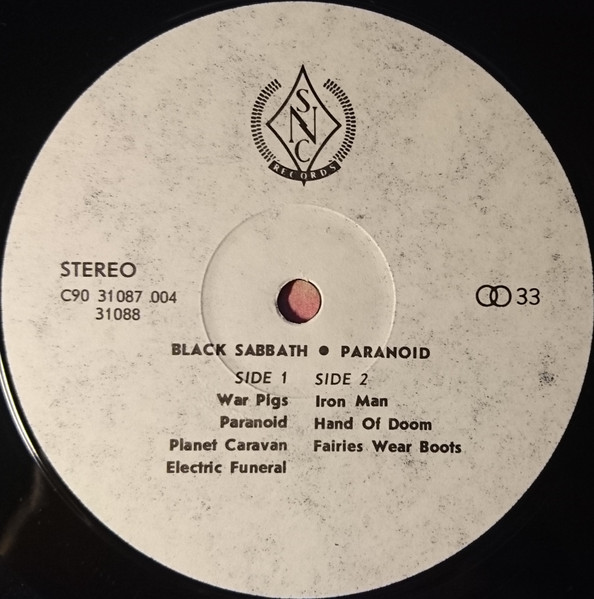 S
N
C
RECORDS
STEREO
C90 31087 004
31088
33
BLACK SABBATH ● PARANOID
SIDE 1 SIDE 2
War Pigs Iron Man
Paranoid Hand Of Doom
Planet Caravan Fairies Wear Boots
Electric Funeral